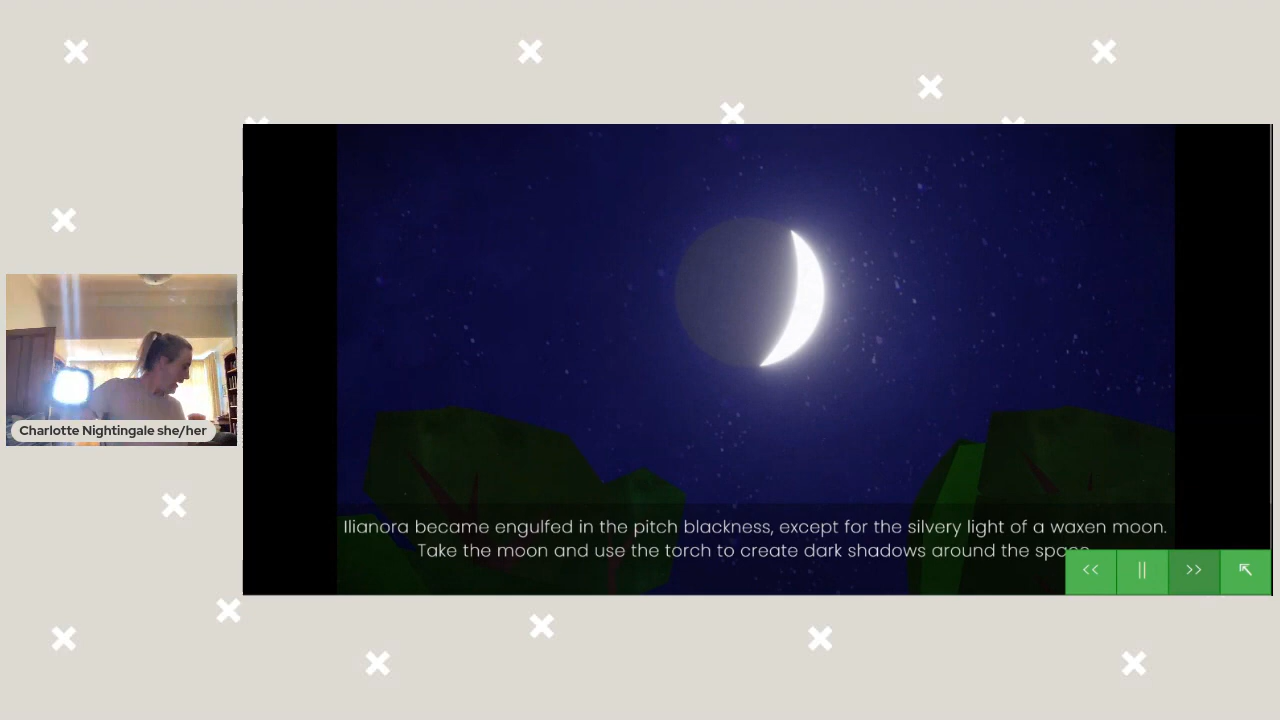 Charlotte Nightingale she/her
Ilianora became engulfed in the pitch blackness, except for the silvery light of a waxen moon.
Take the moon and use the torch to create dark shadows around the space.
<< || >>